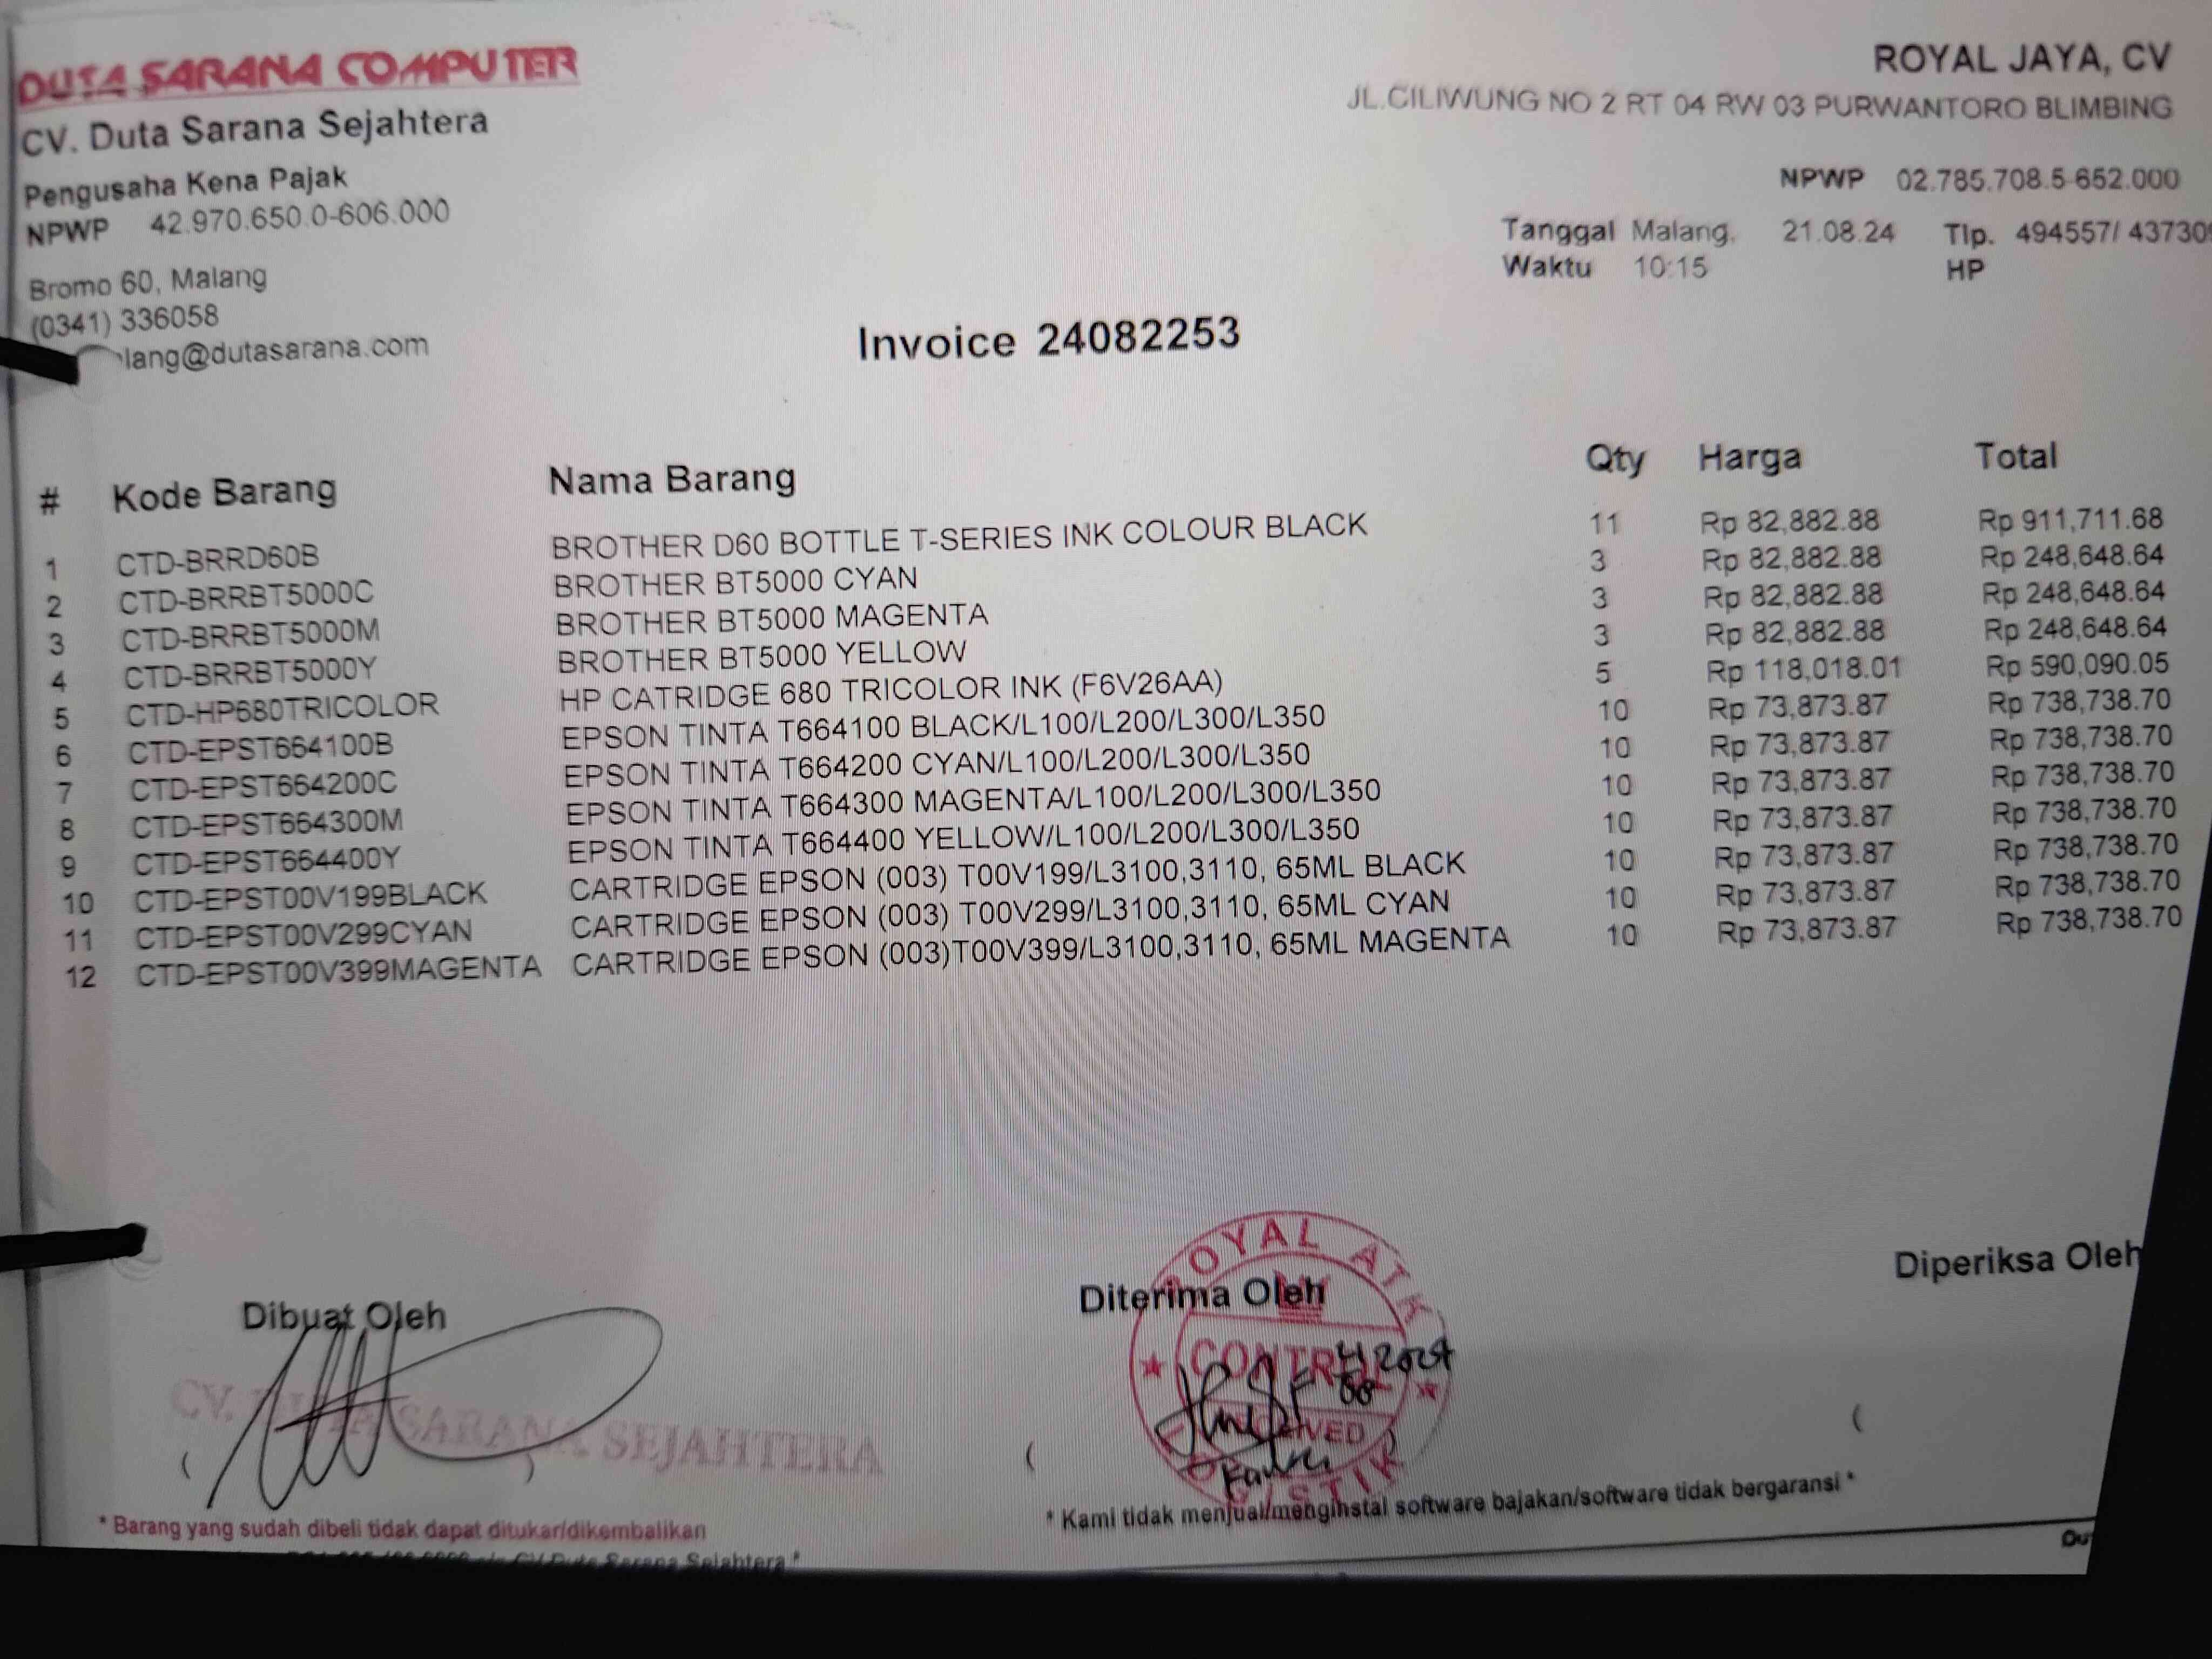 DUTA SARANA COMPUTER
CV. Duta Sarana Sejahtera
Pengusaha Kena Pajak
NPWP 42.970.650.0-606.000
Bromo 60, Malang
(0341) 336058
lang@dutasarana.com
ROYAL JAYA, CV
JL.CILIWUNG NO 2 RT 04 RW 03 PURWANTORO BLIMBING
NPWP 02.785.708.5-652.000
Tanggal Malang, 21.08.24 Tlp. 494557/ 43730
Waktu 10:15 HP
Invoice 24082253
# Kode Barang Nama Barang Qty Harga Total
1 CTD-BRRD60B BROTHER D60 BOTTLE T-SERIES INK COLOUR BLACK 11 Rp 82,882.88 Rp 911,711.68
2 CTD-BRRBT5000C BROTHER BT5000 CYAN 3 Rp 82,882.88 Rp 248,648.64
3 CTD-BRRBT5000M BROTHER BT5000 MAGENTA 3 Rp 82,882.88 Rp 248,648.64
4 CTD-BRRBT5000Y BROTHER BT5000 YELLOW 3 Rp 82,882.88 Rp 248,648.64
5 CTD-HP680TRICOLOR HP CATRIDGE 680 TRICOLOR INK (F6V26AA) 5 Rp 118,018.01 Rp 590,090.05
6 CTD-EPST664100B EPSON TINTA T664100 BLACK/L100/L200/L300/L350 10 Rp 73,873.87 Rp 738,738.70
7 CTD-EPST664200C EPSON TINTA T664200 CYAN/L100/L200/L300/L350 10 Rp 73,873.87 Rp 738,738.70
8 CTD-EPST664300M EPSON TINTA T664300 MAGENTA/L100/L200/L300/L350 10 Rp 73,873.87 Rp 738,738.70
9 CTD-EPST664400Y EPSON TINTA T664400 YELLOW/L100/L200/L300/L350 10 Rp 73,873.87 Rp 738,738.70
10 CTD-EPST00V199BLACK CARTRIDGE EPSON (003) T00V199/L3100,3110, 65ML BLACK 10 Rp 73,873.87 Rp 738,738.70
11 CTD-EPST00V299CYAN CARTRIDGE EPSON (003) T00V299/L3100,3110, 65ML CYAN 10 Rp 73,873.87 Rp 738,738.70
12 CTD-EPST00V399MAGENTA CARTRIDGE EPSON (003)T00V399/L3100,3110, 65ML MAGENTA 10 Rp 73,873.87 Rp 738,738.70
Dibuat Oleh Diterima Oleh Diperiksa Oleh
CV. DUTA SARANA SEJAHTERA
ROYAL ATK
* Barang yang sudah dibeli tidak dapat ditukar/dikembalikan
* Kami tidak menjual/menginstal software bajakan/software tidak bergaransi *
CV Duta Sarana Sejahtera *